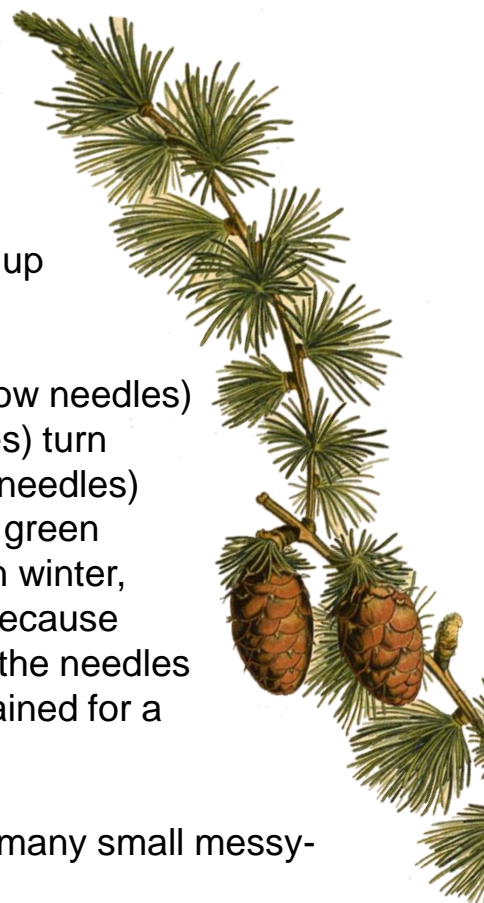 up
ow needles)
es) turn
needles)
green
n winter,
ecause
the needles
ained for a
many small messy-